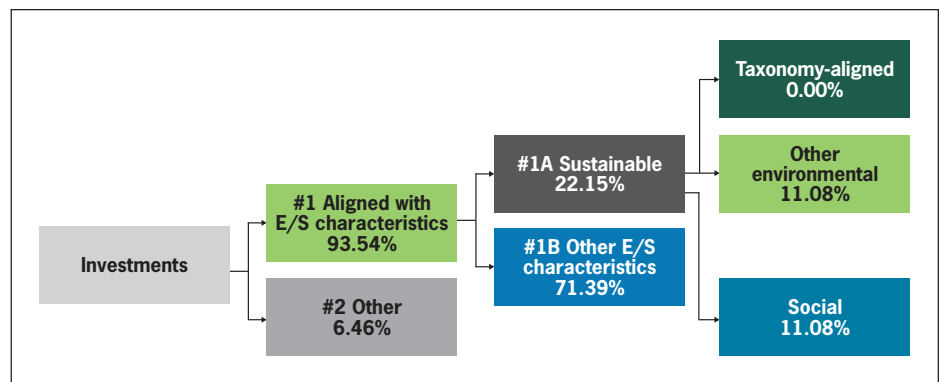 Investments
#1 Aligned with
E/S characteristics
93.54%
#2 Other
6.46%
#1A Sustainable
22.15%
#1B Other E/S
characteristics
71.39%
Taxonomy-aligned
0.00%
Other
environmental
11.08%
Social
11.08%